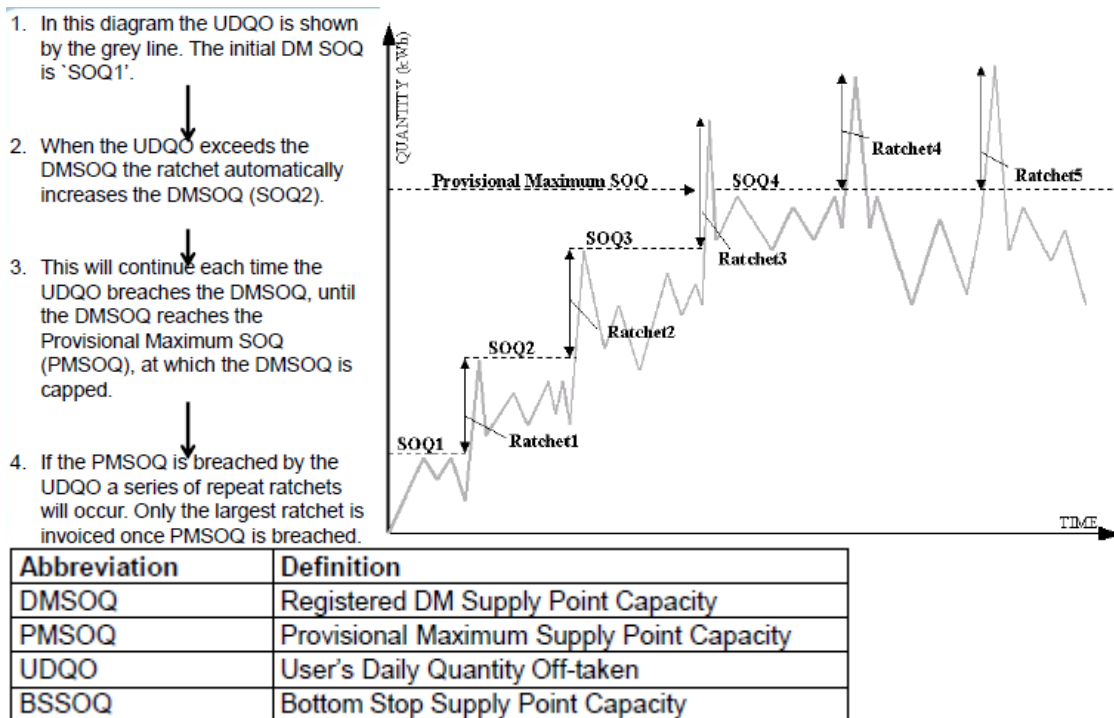 1. In this diagram the UDQO is shown
by the grey line. The initial DM SOQ
is `SOQ1'.
2. When the UDQO exceeds the
DMSOQ the ratchet automatically
increases the DMSOQ (SOQ2).
3. This will continue each time the
UDQO breaches the DMSOQ, until
the DMSOQ reaches the
Provisional Maximum SOQ
(PMSOQ), at which the DMSOQ is
capped.
4. If the PMSOQ is breached by the
UDQO a series of repeat ratchets
will occur. Only the largest ratchet is
invoiced once PMSOQ is breached.
QUANTITY (kWh)
Ratchet4
Provisional Maximum SOQ
SOQ4
Ratchet5
SOQ3
Ratchet3
Ratchet2
SOQ2
SOQ1
Ratchet1
TIME
Abbreviation Definition
DMSOQ Registered DM Supply Point Capacity
PMSOQ Provisional Maximum Supply Point Capacity
UDQO User's Daily Quantity Off-taken
BSSOQ Bottom Stop Supply Point Capacity